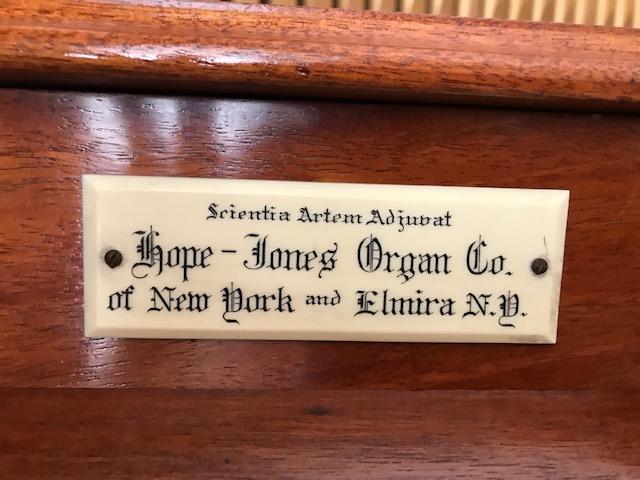 Scientia Artem Adjuvat
Hope-Jones Organ Co.
of New York and Elmira N.Y.